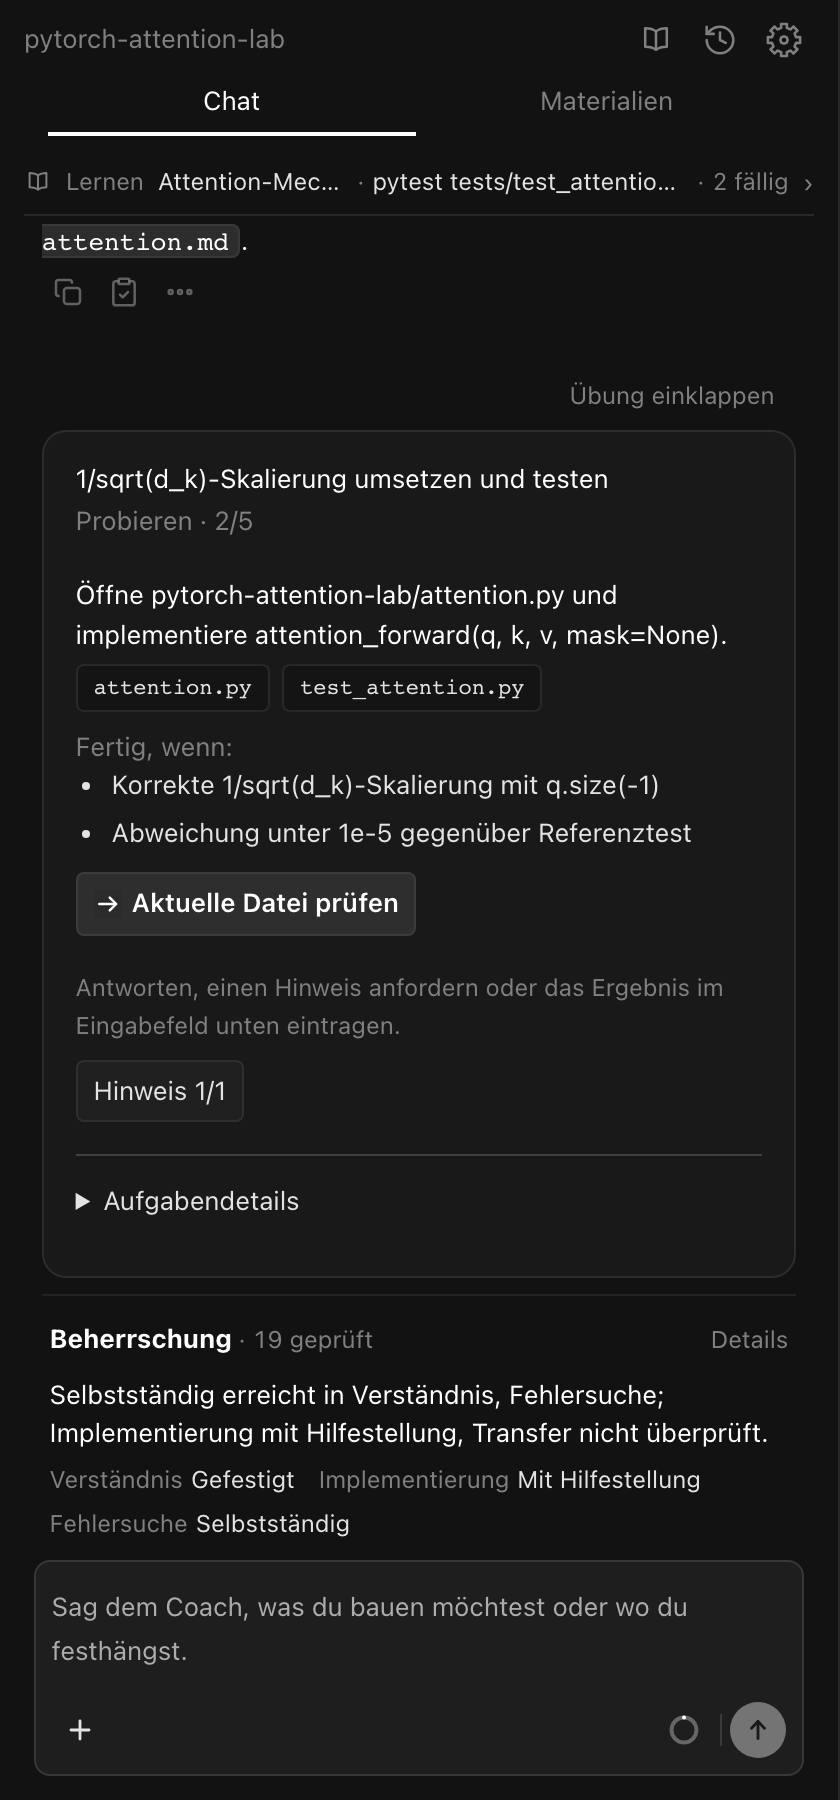 pytorch-attention-lab
Chat Materialien
Lernen Attention-Mec... · pytest tests/test_attentio... · 2 fällig ›
attention.md.
Übung einklappen
1/sqrt(d_k)-Skalierung umsetzen und testen
Probieren · 2/5
Öffne pytorch-attention-lab/attention.py und
implementiere attention_forward(q, k, v, mask=None).
attention.py test_attention.py
Fertig, wenn:
• Korrekte 1/sqrt(d_k)-Skalierung mit q.size(-1)
• Abweichung unter 1e-5 gegenüber Referenztest
→ Aktuelle Datei prüfen
Antworten, einen Hinweis anfordern oder das Ergebnis im
Eingabefeld unten eintragen.
Hinweis 1/1
▶ Aufgabendetails
Beherrschung · 19 geprüft Details
Selbstständig erreicht in Verständnis, Fehlersuche;
Implementierung mit Hilfestellung, Transfer nicht überprüft.
Verständnis Gefestigt Implementierung Mit Hilfestellung
Fehlersuche Selbstständig
Sag dem Coach, was du bauen möchtest oder wo du
festhängst.